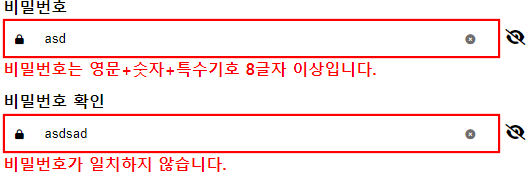 비밀번호
asd
비밀번호는 영문+숫자+특수기호 8글자 이상입니다.
비밀번호 확인
asdsad
비밀번호가 일치하지 않습니다.